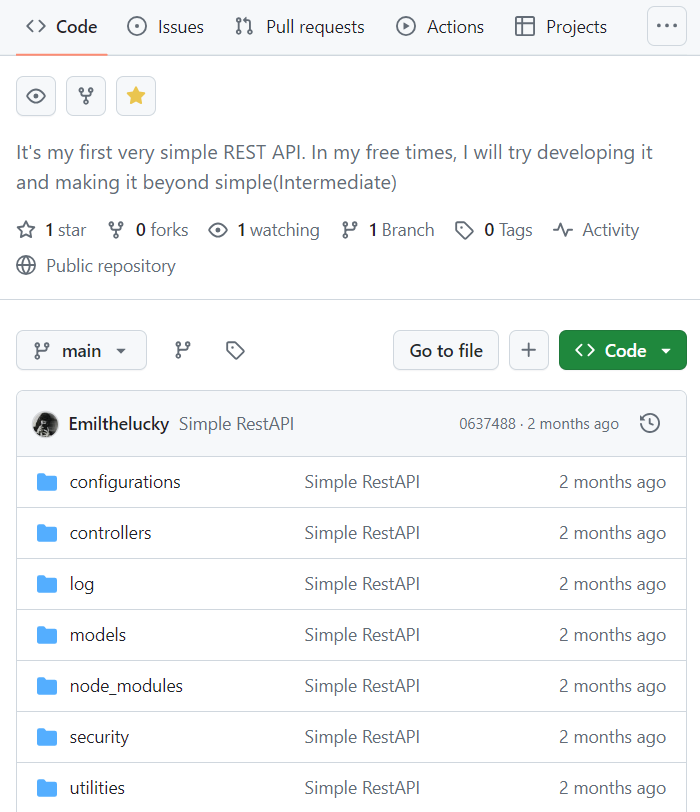 Code Issues Pull requests Actions Projects
It's my first very simple REST API. In my free times, I will try developing it
and making it beyond simple(Intermediate)
1 star 0 forks 1 watching 1 Branch 0 Tags Activity
Public repository
main Go to file Code
Emilthelucky Simple RestAPI 0637488 · 2 months ago
configurations Simple RestAPI 2 months ago
controllers Simple RestAPI 2 months ago
log Simple RestAPI 2 months ago
models Simple RestAPI 2 months ago
node_modules Simple RestAPI 2 months ago
security Simple RestAPI 2 months ago
utilities Simple RestAPI 2 months ago